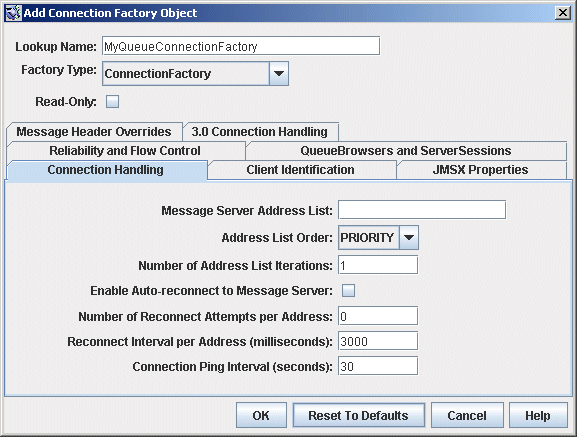 Add Connection Factory Object
Lookup Name: MyQueueConnectionFactory
Factory Type: ConnectionFactory
Read-Only:
Message Header Overrides 3.0 Connection Handling
Reliability and Flow Control QueueBrowsers and ServerSessions
Connection Handling Client Identification JMSX Properties
Message Server Address List:
Address List Order: PRIORITY
Number of Address List Iterations: 1
Enable Auto-reconnect to Message Server:
Number of Reconnect Attempts per Address: 0
Reconnect Interval per Address (milliseconds): 3000
Connection Ping Interval (seconds): 30
OK Reset To Defaults Cancel Help